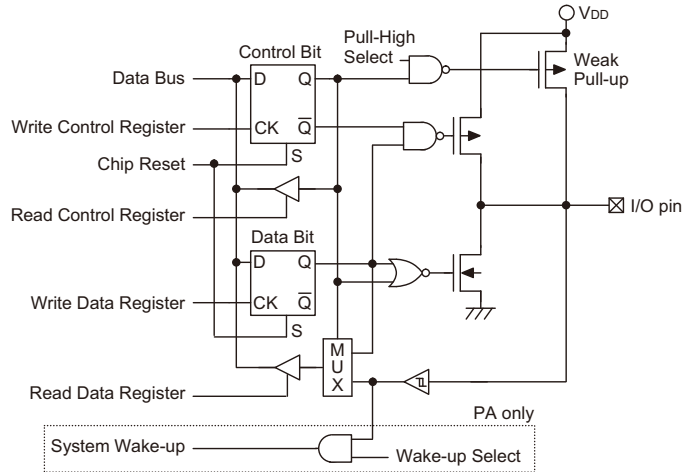 VDD
Pull-High
Select
Control Bit
Weak
Pull-up
Data Bus
D
Q
Write Control Register
CK
Q
S
Chip Reset
I/O pin
Read Control Register
Data Bit
D
Q
Write Data Register
CK
Q
S
M
U
X
Read Data Register
PA only
System Wake-up
Wake-up Select